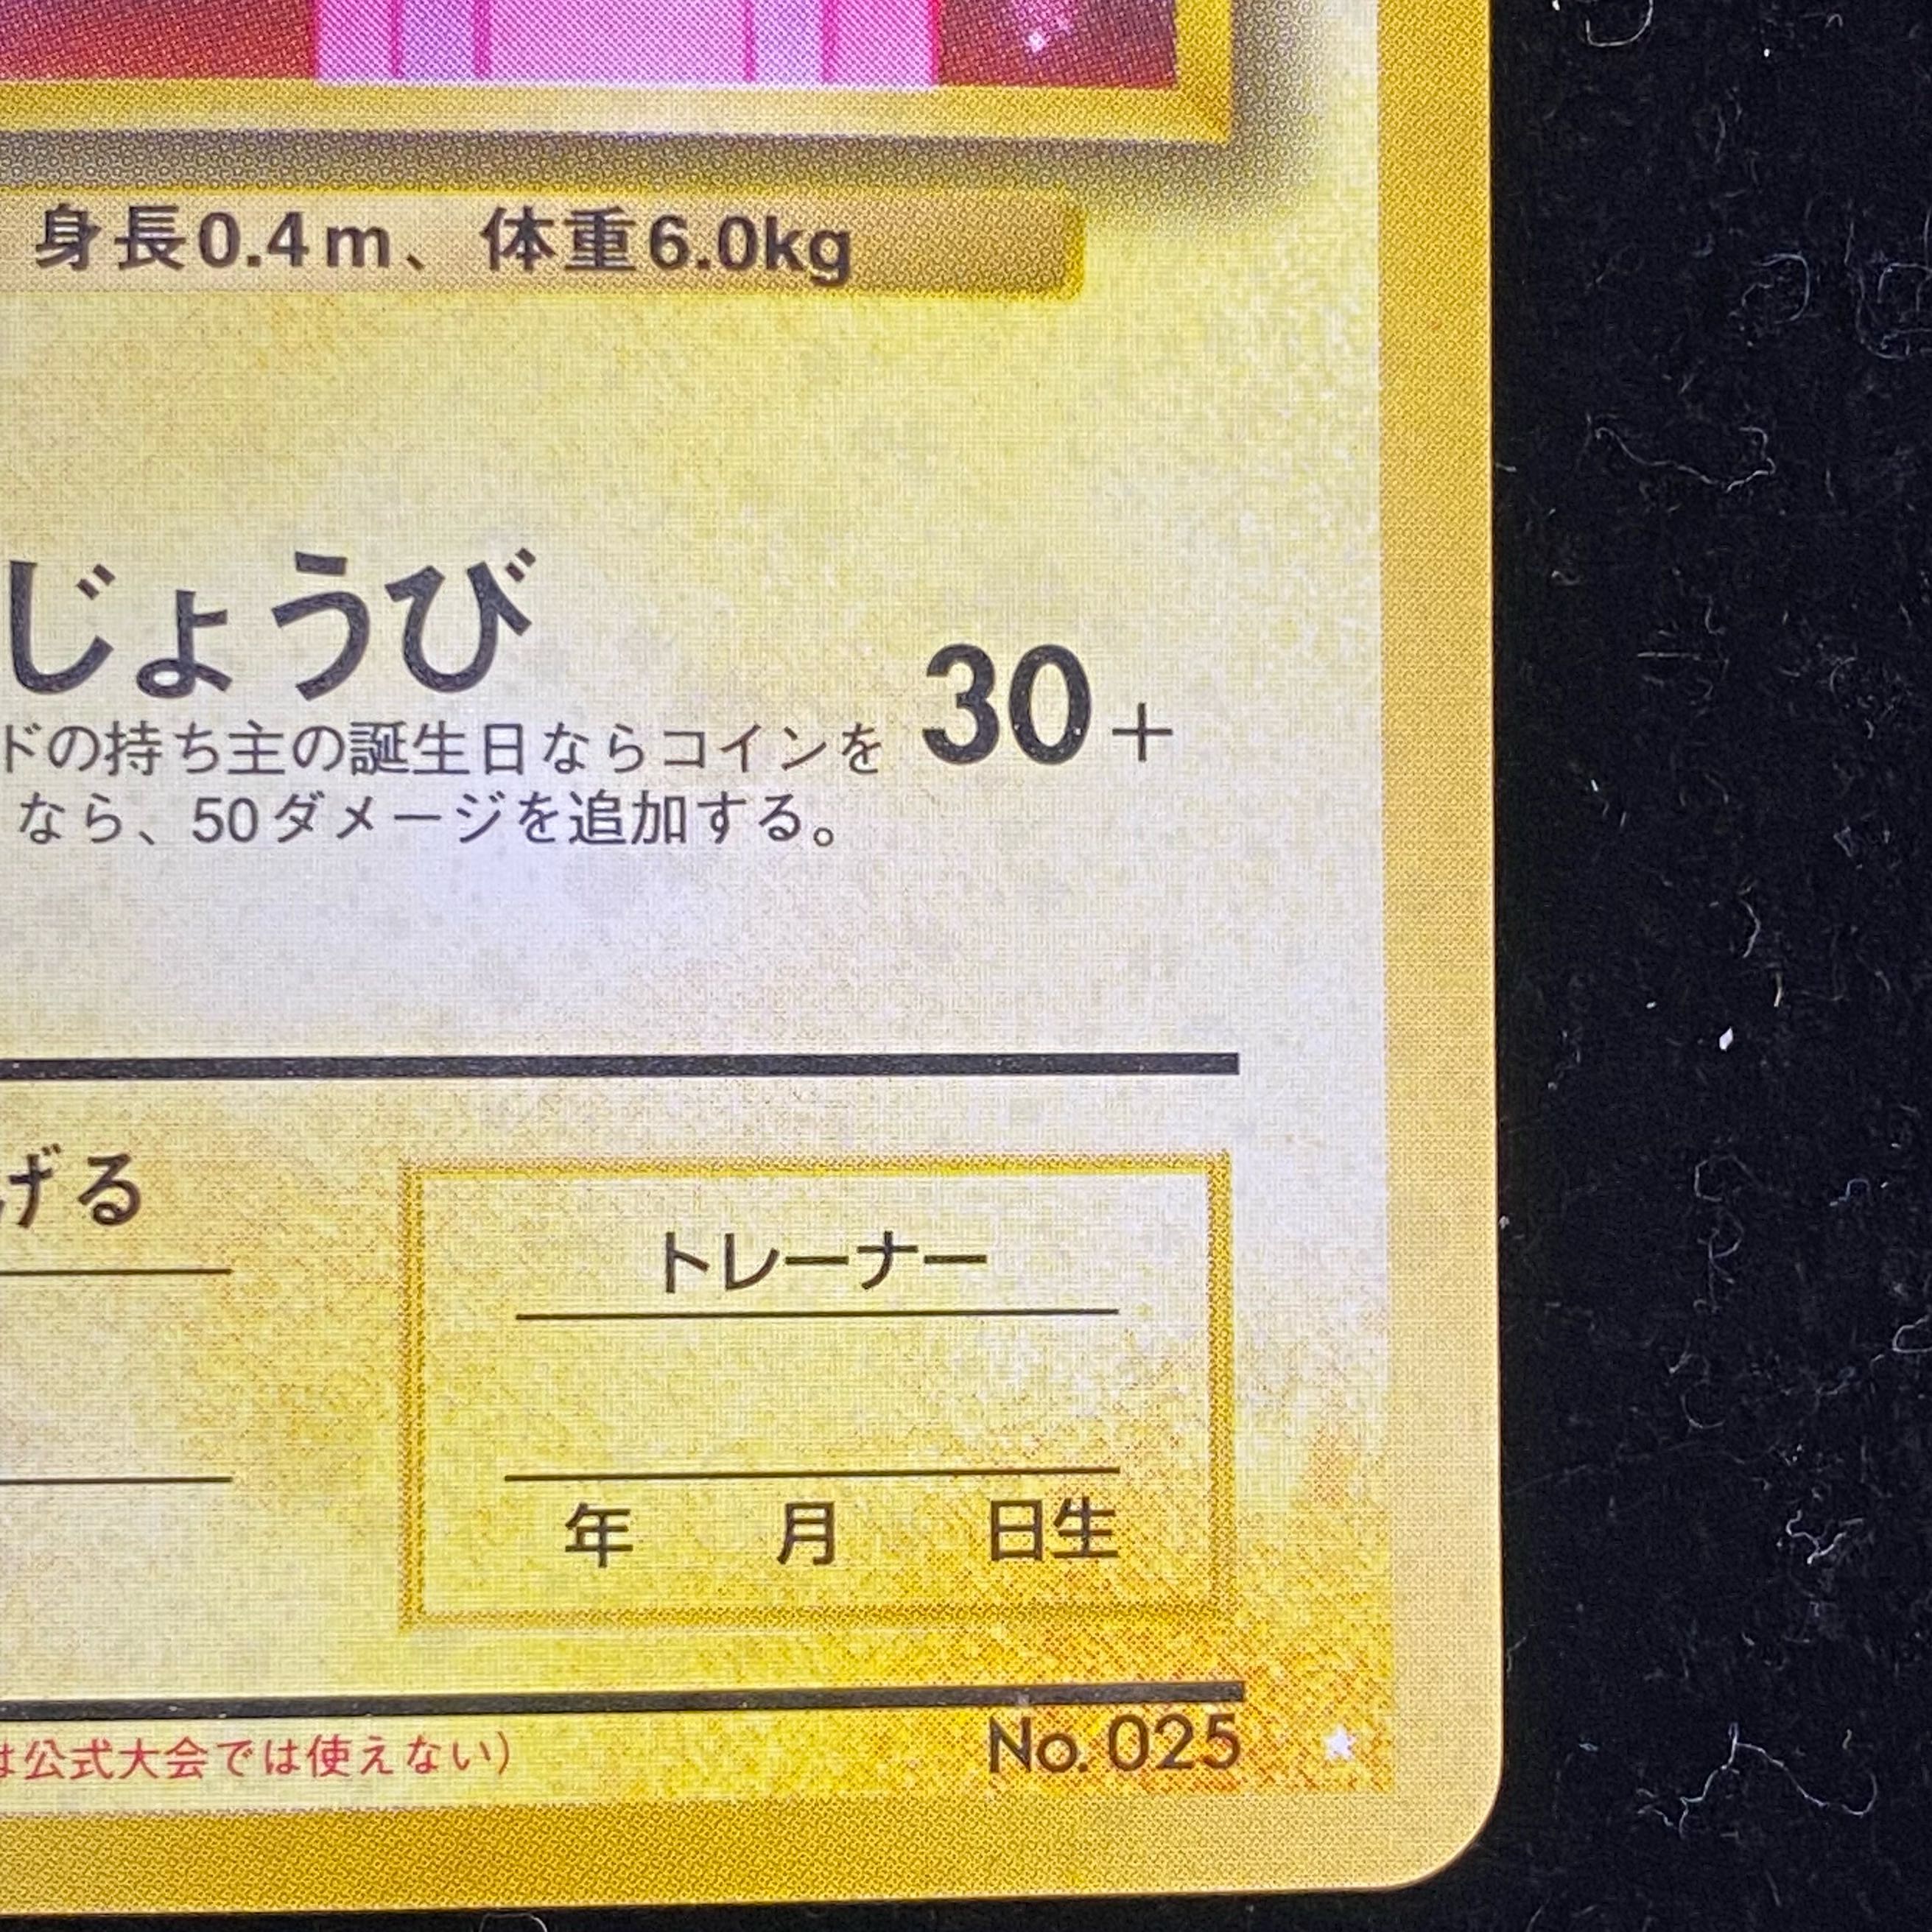 身長0.4m、体重6.0kg
じょうび
30+
ドの持ち主の誕生日ならコインを
なら、50ダメージを追加する。
げる
トレーナー
年 月 日生
は公式大会では使えない)
No.025